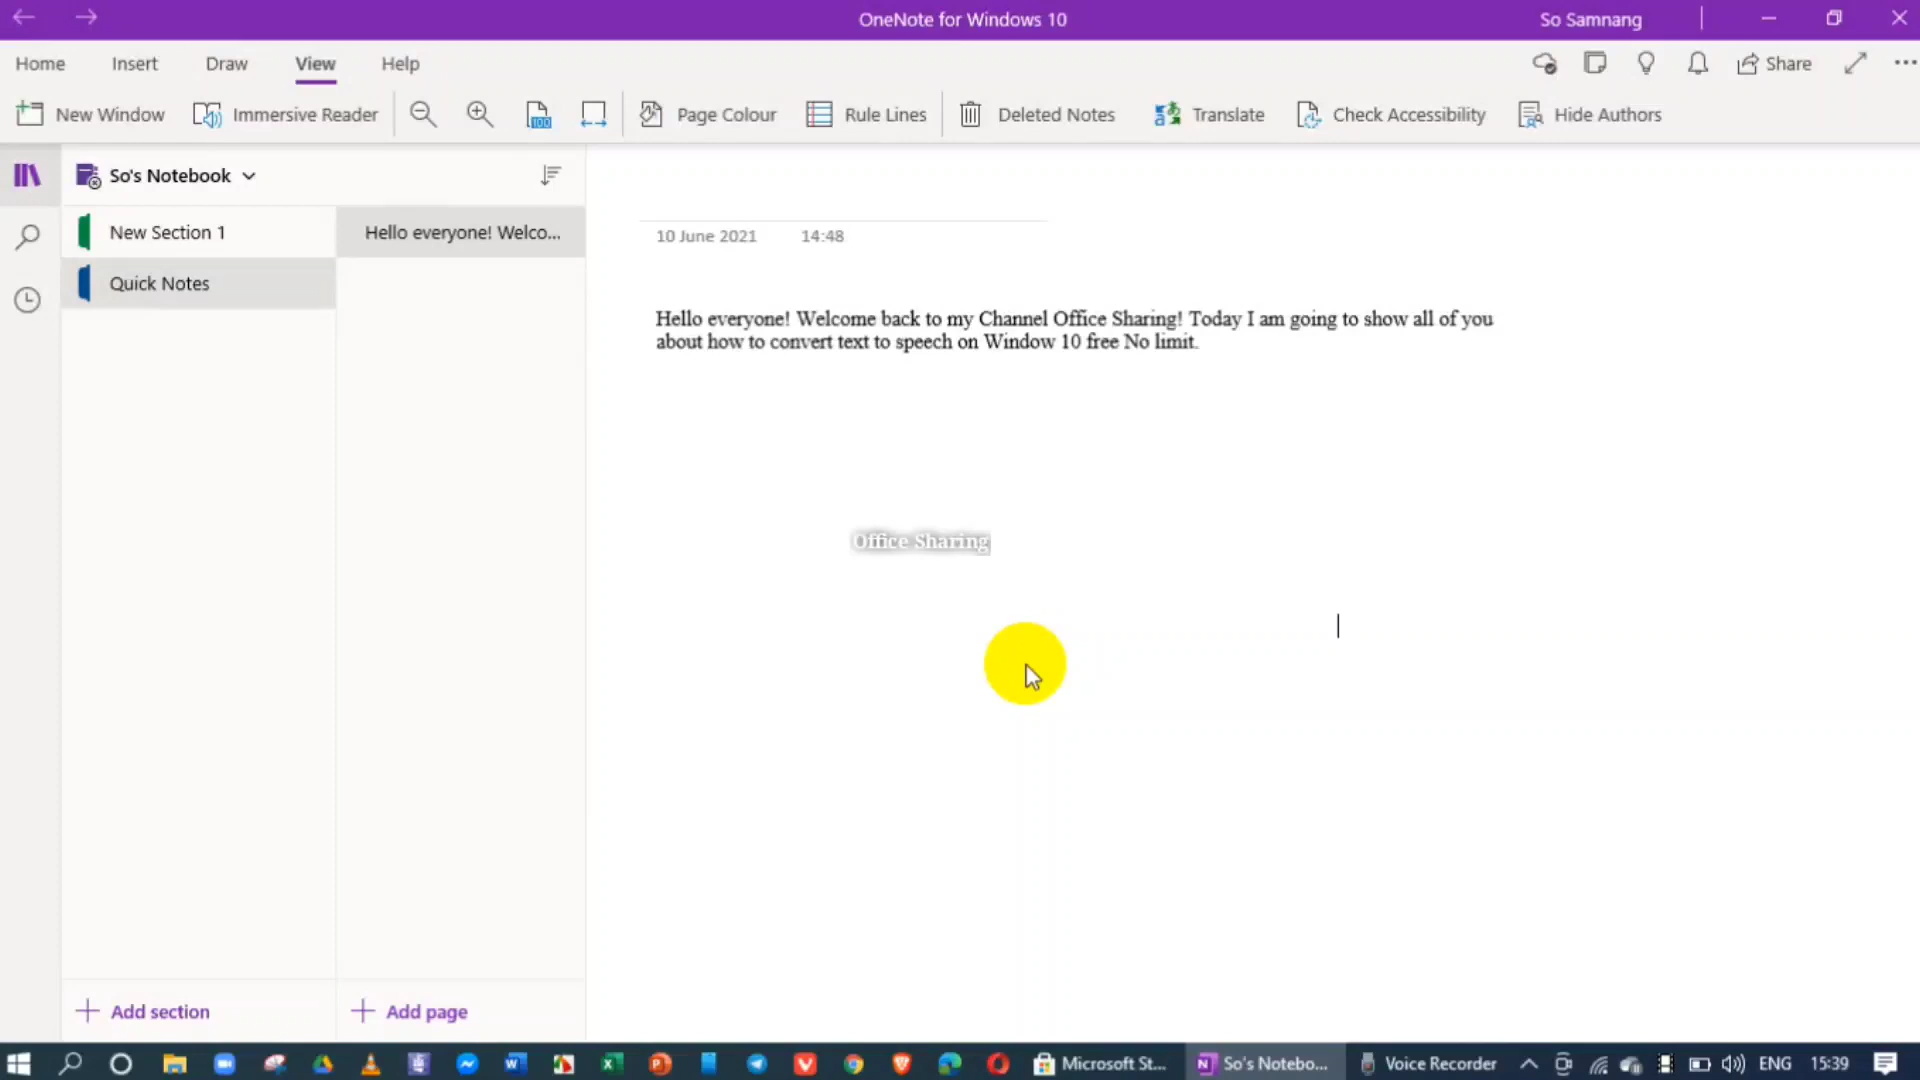 OneNote for Windows 10
So Samnang
Home Insert Draw View Help
Share
New Window Immersive Reader 100 Page Colour Rule Lines Deleted Notes Translate Check Accessibility Hide Authors
So's Notebook
New Section 1
Quick Notes
Hello everyone! Welco...
10 June 2021 14:48
Hello everyone! Welcome back to my Channel Office Sharing! Today I am going to show all of you
about how to convert text to speech on Window 10 free No limit.
Office Sharing
Add section
Add page
Microsoft St...
So's Notebo...
Voice Recorder
ENG
15:39